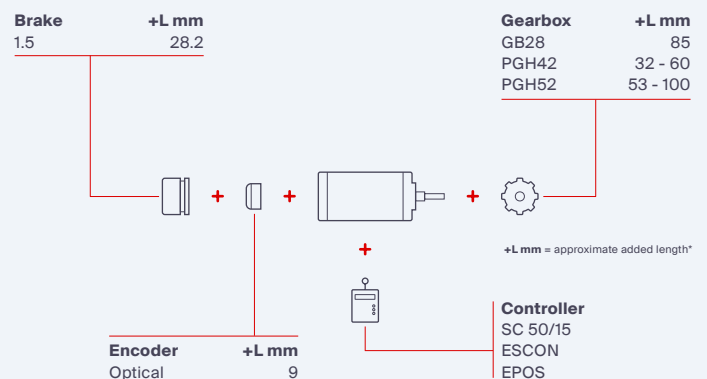 Brake +L mm
1.5 28.2
Gearbox +L mm
GB28 85
PGH42 32 - 60
PGH52 53 - 100
+L mm = approximate added length*
Encoder +L mm
Optical 9
Controller
SC 50/15
ESCON
EPOS